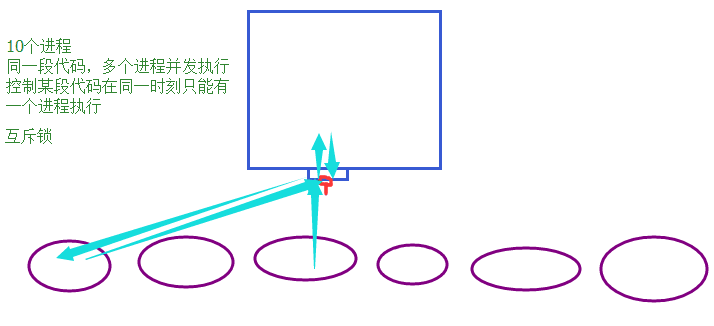 10个进程
同一段代码，多个进程并发执行
控制某段代码在同一时刻只能有
一个进程执行
互斥锁